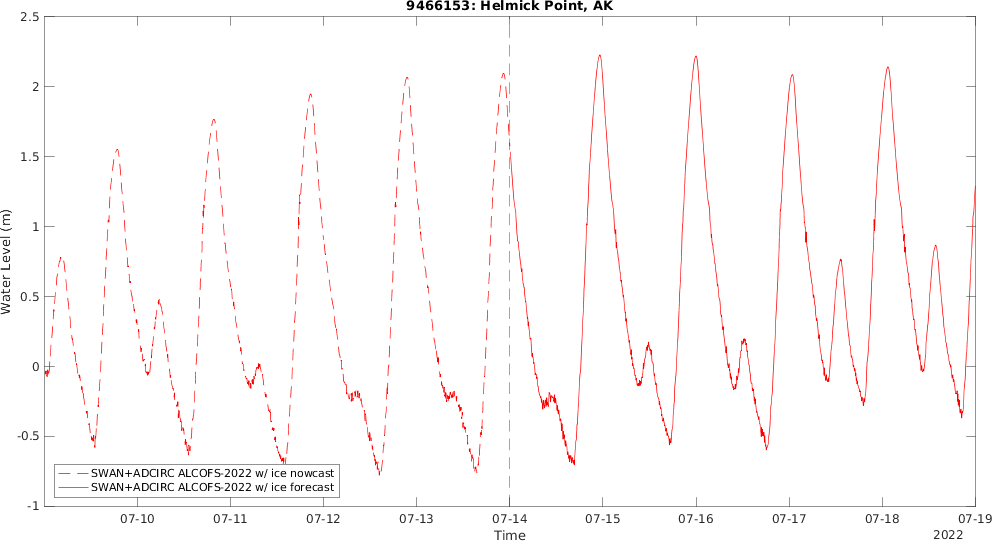 9466153: Helmick Point, AK
2.5
2
1.5
1
0.5
0
-0.5
-1
Water Level (m)
SWAN+ADCIRC ALCOFS-2022 w/ ice nowcast
SWAN+ADCIRC ALCOFS-2022 w/ ice forecast
07-10 07-11 07-12 07-13 07-14 07-15 07-16 07-17 07-18 07-19
Time
2022